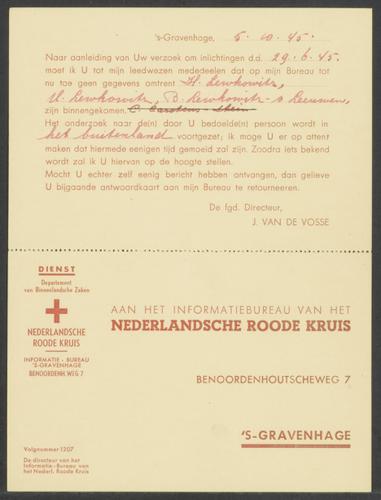 's-Gravenhage, 5.10.45.
Naar aanleiding van Uw verzoek om inlichtingen d.d. 29.6.45.
moet ik U tot mijn leedwezen mededeelen dat op mijn Bureau tot
nu toe geen gegevens omtrent H. Lewkowitz,
U. Lewkowitz, B. Lewkowitz-
zijn binnengekomen.
Het onderzoek naar de(n) door U bedoelde(n) persoon wordt in
het buitenland voortgezet; ik moge U er op attent
maken dat hiermede eenigen tijd gemoeid zal zijn. Zoodra iets bekend
wordt zal ik U hiervan op de hoogte stellen.
Mocht U echter zelf eenig bericht hebben ontvangen, dan gelieve
U bijgaande antwoordkaart aan mijn Bureau te retourneeren.
De fgd. Directeur,
J. VAN DE VOSSE
DIENST
Departement
van Binnenlandsche Zaken
NEDERLANDSCHE
ROODE KRUIS
INFORMATIE - BUREAU
'S-GRAVENHAGE
BENOORDENH. WEG 7
AAN HET INFORMATIEBUREAU VAN HET
NEDERLANDSCHE ROODE KRUIS
BENOORDENHOUTSCHEWEG 7
'S-GRAVENHAGE
Volgnummer 1207
De directeur van het
Informatie-Bureau van
het Nederl. Roode Kruis